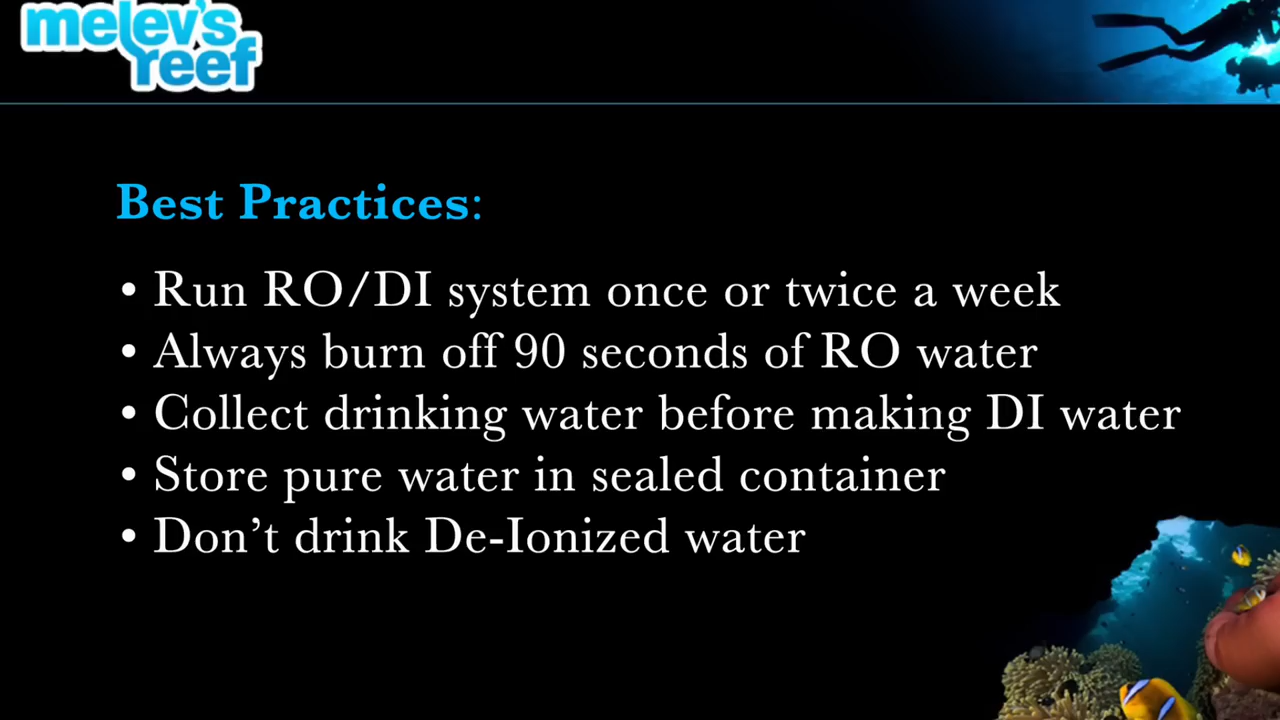 melev's
reef
Best Practices:
• Run RO/DI system once or twice a week
• Always burn off 90 seconds of RO water
• Collect drinking water before making DI water
• Store pure water in sealed container
• Don't drink De-Ionized water